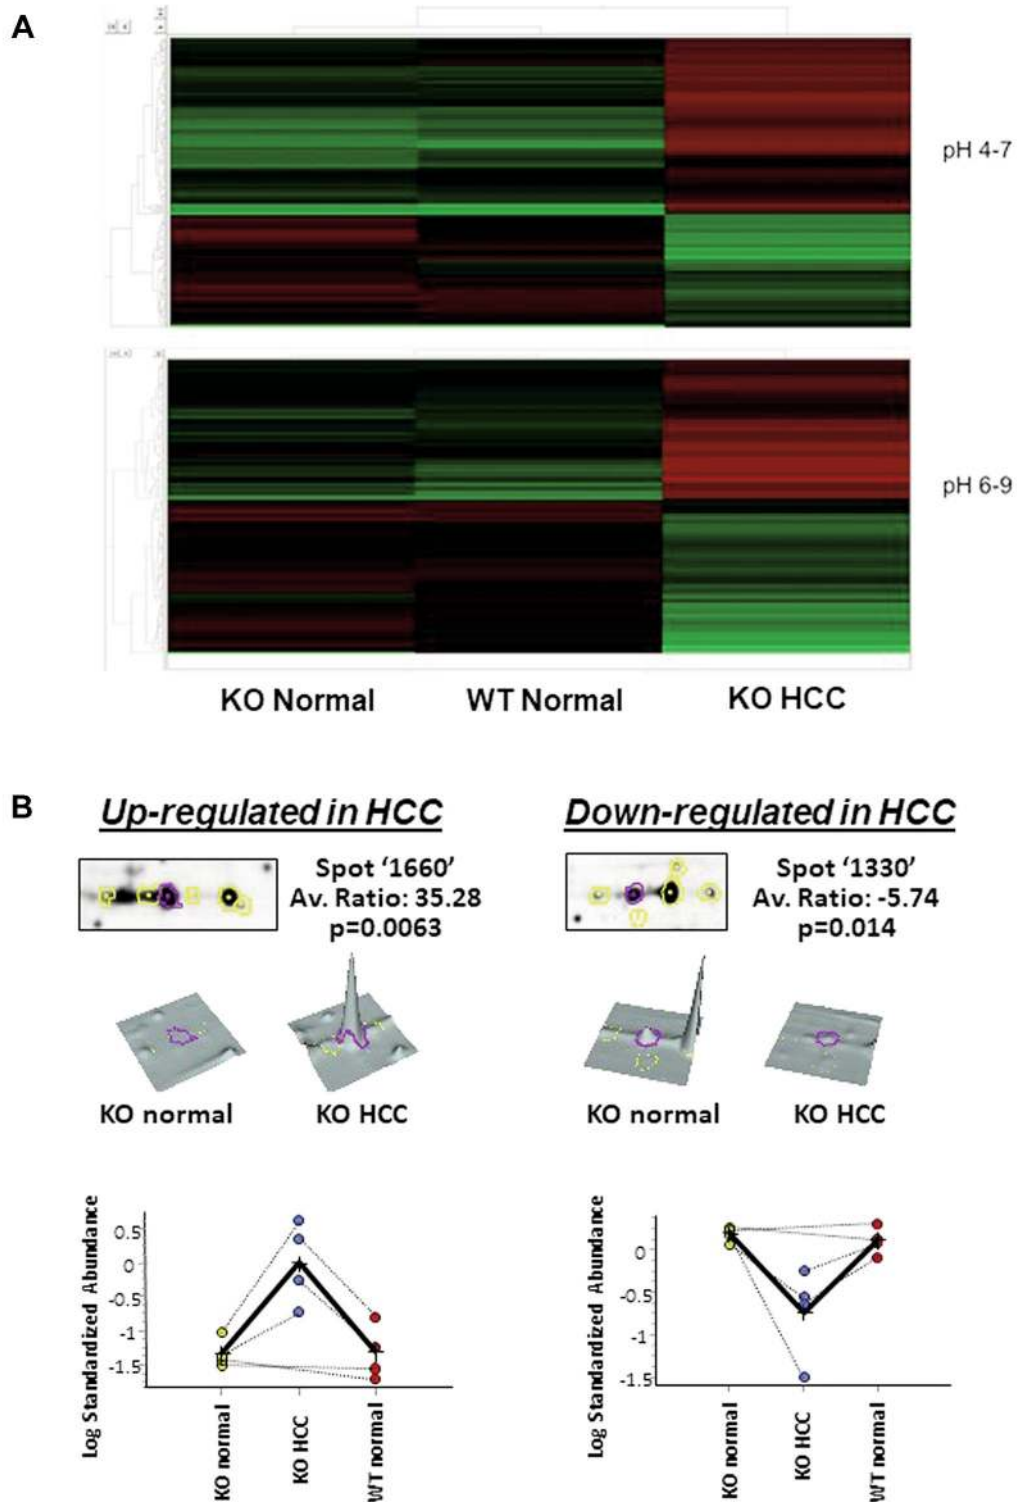 A
pH 4-7
pH 6-9
KO Normal
WT Normal
KO HCC
B
Up-regulated in HCC
Spot ‘1660’
Av. Ratio: 35.28
p=0.0063
KO normal
KO HCC
Log Standardized Abundance
0.5
0
-0.5
-1
-1.5
KO normal
KO HCC
WT normal
Down-regulated in HCC
Spot ‘1330’
Av. Ratio: -5.74
p=0.014
KO normal
KO HCC
Log Standardized Abundance
0
-0.5
-1
-1.5
KO normal
KO HCC
WT normal